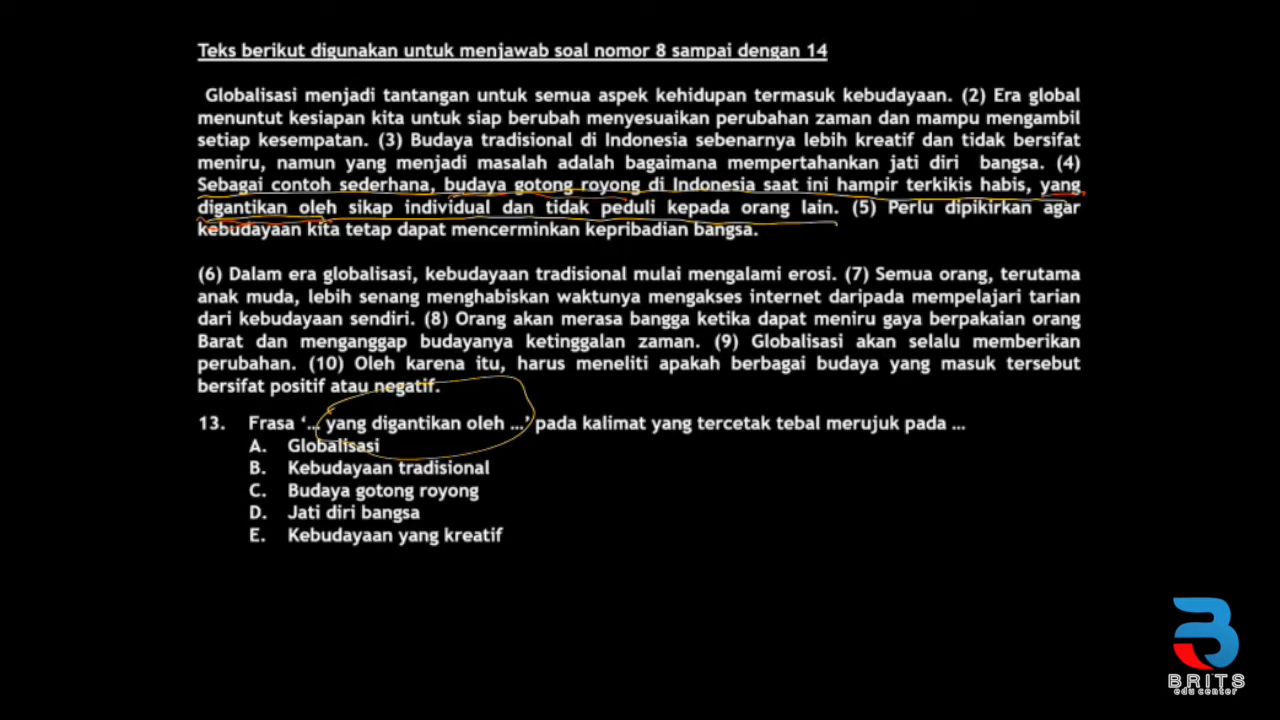 Teks berikut digunakan untuk menjawab soal nomor 8 sampai dengan 14
Globalisasi menjadi tantangan untuk semua aspek kehidupan termasuk kebudayaan. (2) Era global
menuntut kesiapan kita untuk siap berubah menyesuaikan perubahan zaman dan mampu mengambil
setiap kesempatan. (3) Budaya tradisional di Indonesia sebenarnya lebih kreatif dan tidak bersifat
meniru, namun yang menjadi masalah adalah bagaimana mempertahankan jati diri bangsa. (4)
Sebagai contoh sederhana, budaya gotong royong di Indonesia saat ini hampir terkikis habis, yang
digantikan oleh sikap individual dan tidak peduli kepada orang lain. (5) Perlu dipikirkan agar
kebudayaan kita tetap dapat mencerminkan kepribadian bangsa.
(6) Dalam era globalisasi, kebudayaan tradisional mulai mengalami erosi. (7) Semua orang, terutama
anak muda, lebih senang menghabiskan waktunya mengakses internet daripada mempelajari tarian
dari kebudayaan sendiri. (8) Orang akan merasa bangga ketika dapat meniru gaya berpakaian orang
Barat dan menganggap budayanya ketinggalan zaman. (9) Globalisasi akan selalu memberikan
perubahan. (10) Oleh karena itu, harus meneliti apakah berbagai budaya yang masuk tersebut
bersifat positif atau negatif.
13. Frasa ‘… yang digantikan oleh …’ pada kalimat yang tercetak tebal merujuk pada …
A. Globalisasi
B. Kebudayaan tradisional
C. Budaya gotong royong
D. Jati diri bangsa
E. Kebudayaan yang kreatif
BRITS
edu center